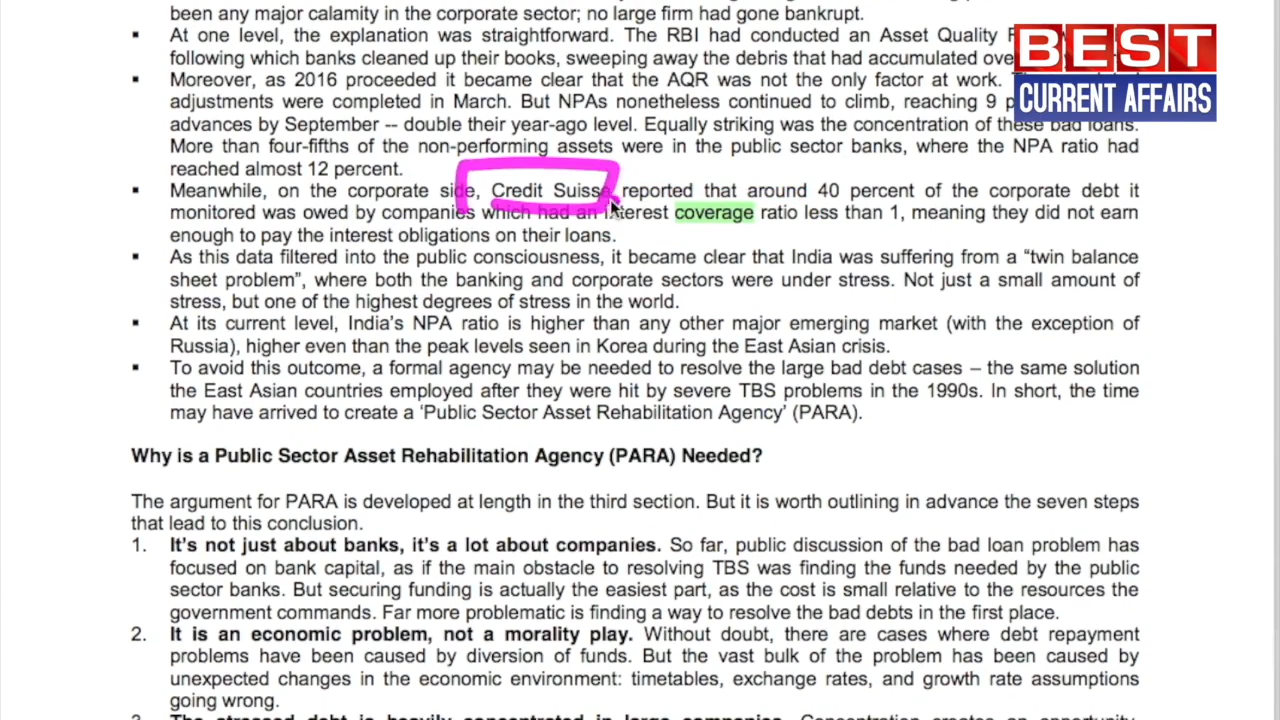 been any major calamity in the corporate sector; no large firm had gone bankrupt.
▪ At one level, the explanation was straightforward. The RBI had conducted an Asset Quality
following which banks cleaned up their books, sweeping away the debris that had accumulated
▪ Moreover, as 2016 proceeded it became clear that the AQR was not the only factor at work.
adjustments were completed in March. But NPAs nonetheless continued to climb, reaching 9
advances by September -- double their year-ago level. Equally striking was the concentration of these bad loans.
More than four-fifths of the non-performing assets were in the public sector banks, where the NPA ratio had
reached almost 12 percent.
▪ Meanwhile, on the corporate side, Credit Suisse reported that around 40 percent of the corporate debt it
monitored was owed by companies which had an interest coverage ratio less than 1, meaning they did not earn
enough to pay the interest obligations on their loans.
▪ As this data filtered into the public consciousness, it became clear that India was suffering from a “twin balance
sheet problem”, where both the banking and corporate sectors were under stress. Not just a small amount of
stress, but one of the highest degrees of stress in the world.
▪ At its current level, India’s NPA ratio is higher than any other major emerging market (with the exception of
Russia), higher even than the peak levels seen in Korea during the East Asian crisis.
▪ To avoid this outcome, a formal agency may be needed to resolve the large bad debt cases – the same solution
the East Asian countries employed after they were hit by severe TBS problems in the 1990s. In short, the time
may have arrived to create a ‘Public Sector Asset Rehabilitation Agency’ (PARA).
Why is a Public Sector Asset Rehabilitation Agency (PARA) Needed?
The argument for PARA is developed at length in the third section. But it is worth outlining in advance the seven steps
that lead to this conclusion.
1. It’s not just about banks, it’s a lot about companies. So far, public discussion of the bad loan problem has
focused on bank capital, as if the main obstacle to resolving TBS was finding the funds needed by the public
sector banks. But securing funding is actually the easiest part, as the cost is small relative to the resources the
government commands. Far more problematic is finding a way to resolve the bad debts in the first place.
2. It is an economic problem, not a morality play. Without doubt, there are cases where debt repayment
problems have been caused by diversion of funds. But the vast bulk of the problem has been caused by
unexpected changes in the economic environment: timetables, exchange rates, and growth rate assumptions
going wrong.
3. The stressed debt is heavily concentrated in large companies. Concentration creates an opportunity,
BEST
CURRENT AFFAIRS